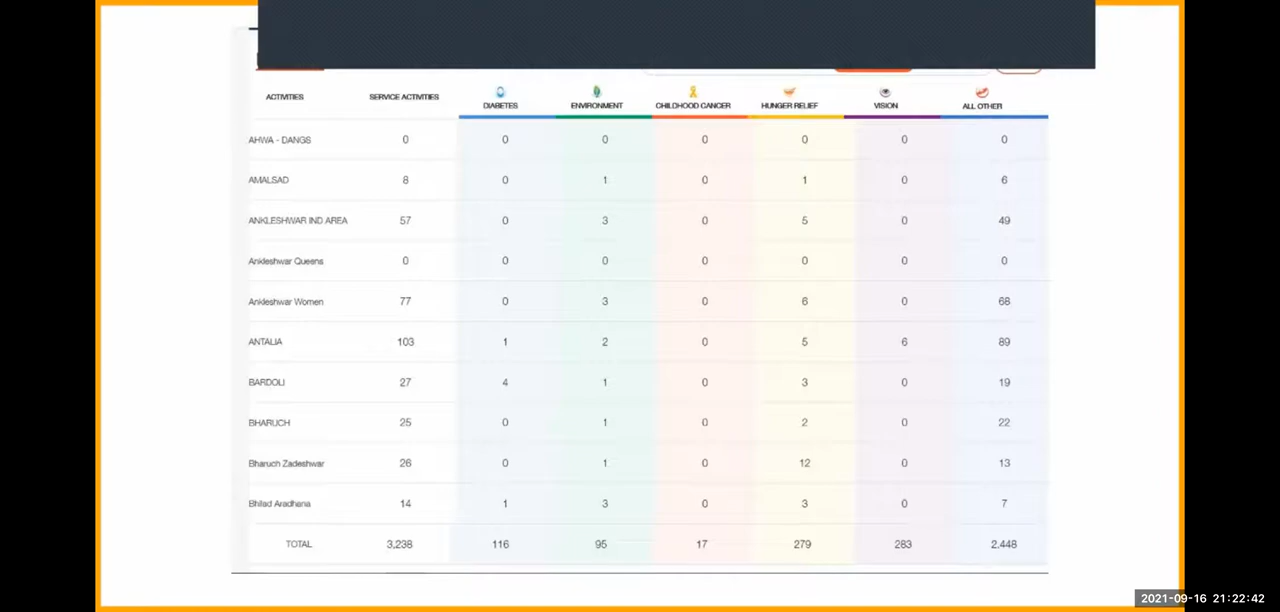 ACTIVITIES SERVICE ACTIVITIES DIABETES ENVIRONMENT CHILDHOOD CANCER HUNGER RELIEF VISION ALL OTHER
AHWA - DANGS 0 0 0 0 0 0 0
AMALSAD 8 0 1 0 1 0 6
ANKLESHWAR IND AREA 57 0 3 0 5 0 49
Ankleshwar Queens 0 0 0 0 0 0 0
Ankleshwar Women 77 0 3 0 6 0 68
ANTALIA 103 1 2 0 5 6 89
BARDOLI 27 4 1 0 3 0 19
BHARUCH 25 0 1 0 2 0 22
Bharuch Zadeshwar 26 0 1 0 12 0 13
Bhilad Aradhana 14 1 3 0 3 0 7
TOTAL 3,238 116 95 17 279 283 2,448
2021-09-16 21:22:42